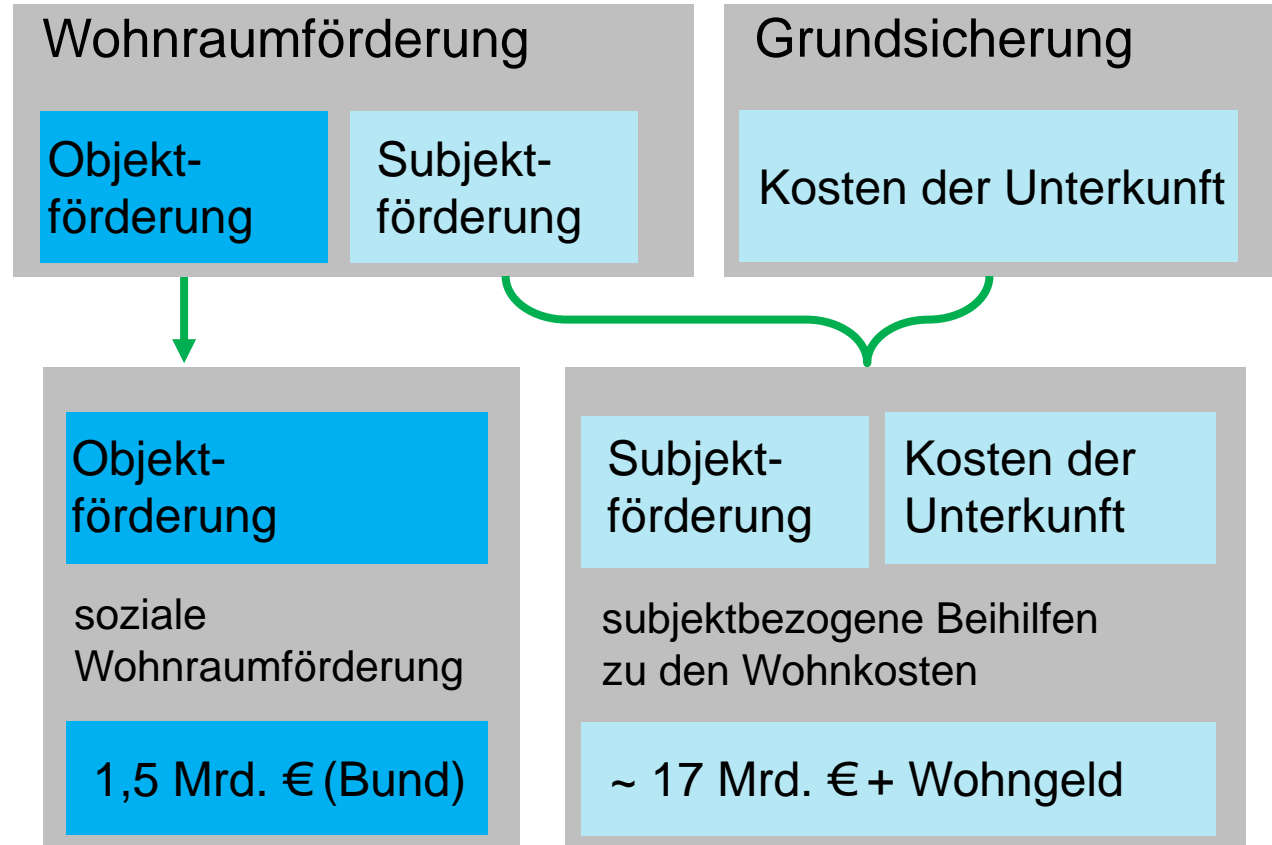 Wohnraumförderung
Objekt-
förderung
Subjekt-
förderung
Grundsicherung
Kosten der Unterkunft
Objekt-
förderung
soziale
Wohnraumförderung
1,5 Mrd. € (Bund)
Subjekt-
förderung
Kosten der
Unterkunft
subjektbezogene Beihilfen
zu den Wohnkosten
~ 17 Mrd. € + Wohngeld